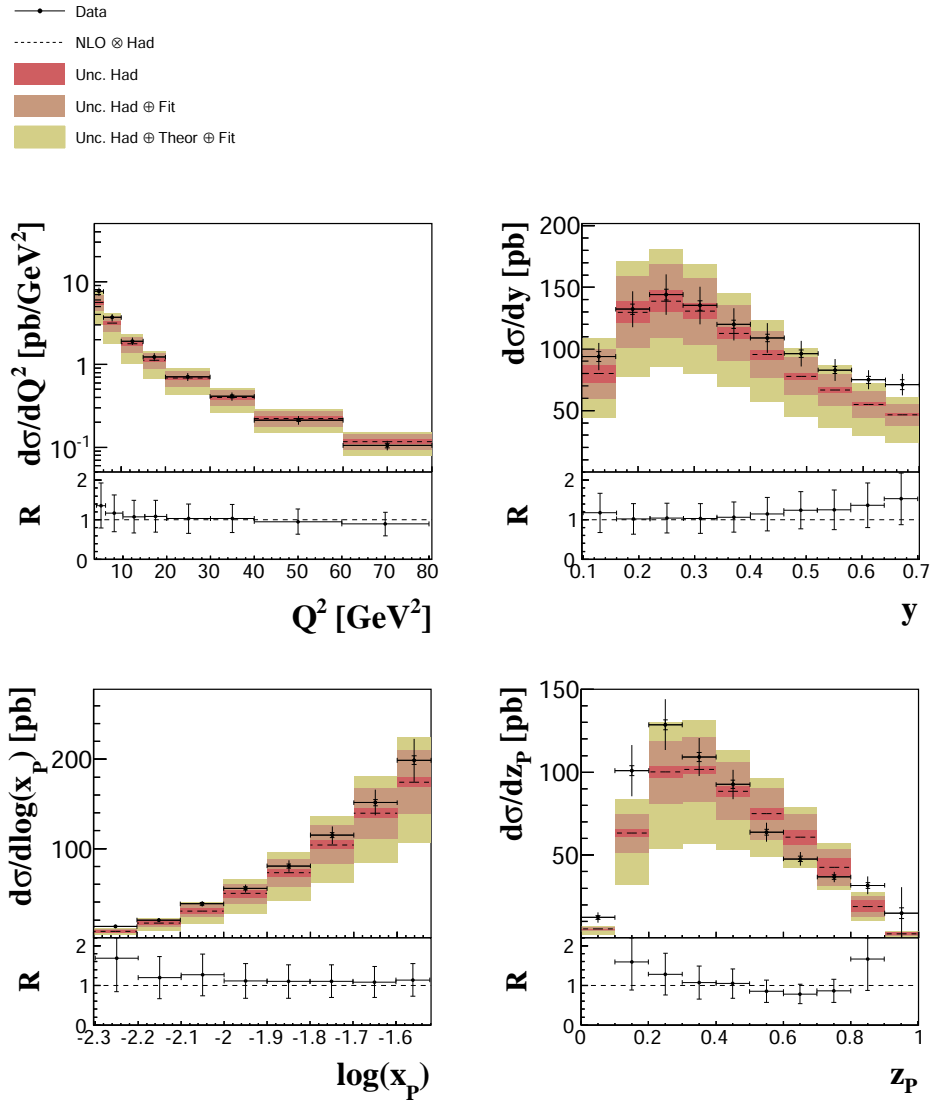 Data
NLO ⊗ Had
Unc. Had
Unc. Had ⊕ Fit
Unc. Had ⊕ Theor ⊕ Fit
dσ/dQ² [pb/GeV²]
10
1
10⁻¹
R
2
1
0
10 20 30 40 50 60 70 80
Q² [GeV²]
dσ/dy [pb]
200
150
100
50
R
2
1
0
0.1 0.2 0.3 0.4 0.5 0.6 0.7
y
dσ/dlog(x_P) [pb]
200
100
R
2
1
0
-2.3 -2.2 -2.1 -2 -1.9 -1.8 -1.7 -1.6
log(x_P)
dσ/dz_P [pb]
150
100
50
R
2
1
0
0 0.2 0.4 0.6 0.8 1
z_P